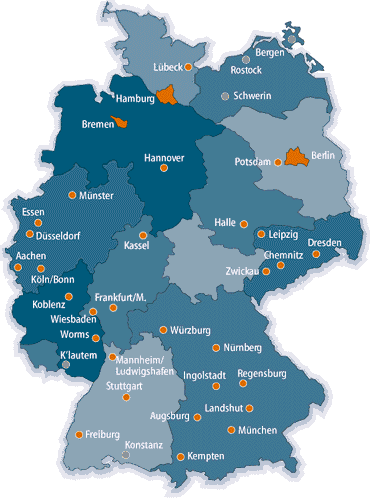 Bergen
Lübeck
Rostock
Hamburg
Schwerin
Bremen
Hannover
Potsdam
Berlin
Münster
Essen
Düsseldorf
Halle
Leipzig
Dresden
Kassel
Chemnitz
Aachen
Köln/Bonn
Zwickau
Koblenz
Frankfurt/M.
Wiesbaden
Worms
Würzburg
K'lautern
Mannheim/
Ludwigshafen
Nürnberg
Stuttgart
Ingolstadt
Regensburg
Augsburg
Landshut
Freiburg
München
Konstanz
Kempten